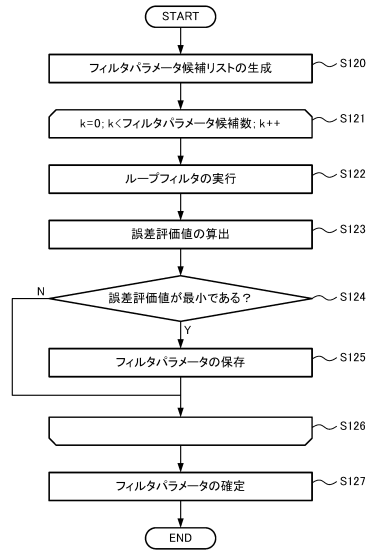 START
フィルタパラメータ候補リストの生成
S120
k=0; k<フィルタパラメータ候補数; k++
S121
ループフィルタの実行
S122
誤差評価値の算出
S123
誤差評価値が最小である？
S124
N
Y
フィルタパラメータの保存
S125
S126
フィルタパラメータの確定
S127
END